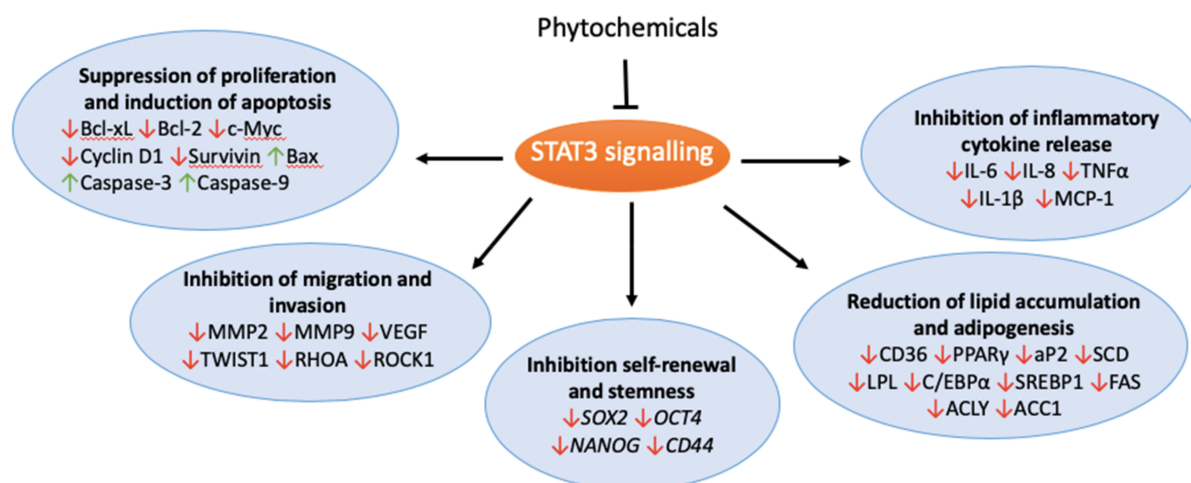 Phytochemicals
STAT3 signalling
Suppression of proliferation
and induction of apoptosis
↓Bcl-xL ↓Bcl-2 ↓c-Myc
↓Cyclin D1 ↓Survivin ↑Bax
↑Caspase-3 ↑Caspase-9
Inhibition of migration and
invasion
↓MMP2 ↓MMP9 ↓VEGF
↓TWIST1 ↓RHOA ↓ROCK1
Inhibition self-renewal
and stemness
↓SOX2 ↓OCT4
↓NANOG ↓CD44
Reduction of lipid accumulation
and adipogenesis
↓CD36 ↓PPARγ ↓aP2 ↓SCD
↓LPL ↓C/EBPα ↓SREBP1 ↓FAS
↓ACLY ↓ACC1
Inhibition of inflammatory
cytokine release
↓IL-6 ↓IL-8 ↓TNFα
↓IL-1β ↓MCP-1